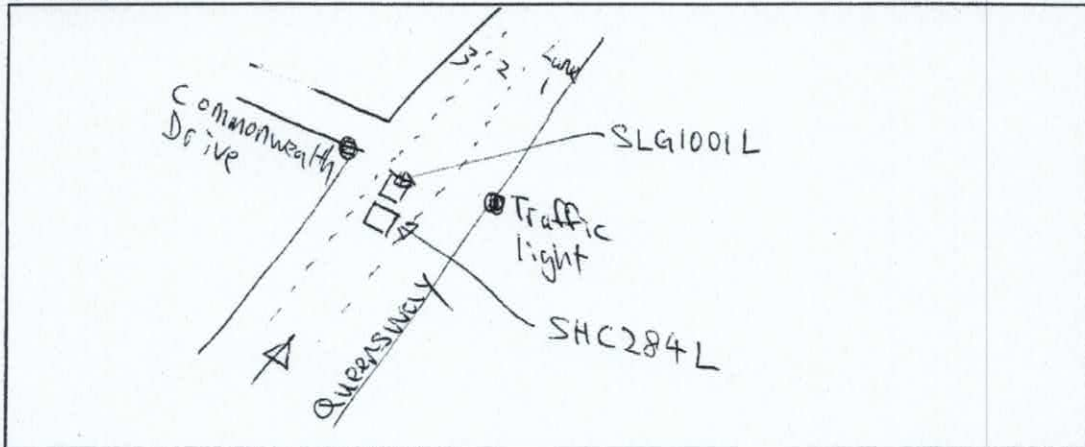 3 2 Lane 1
Commonwealth
Drive
SLG1001L
Traffic
light
SHC284L
Queensway